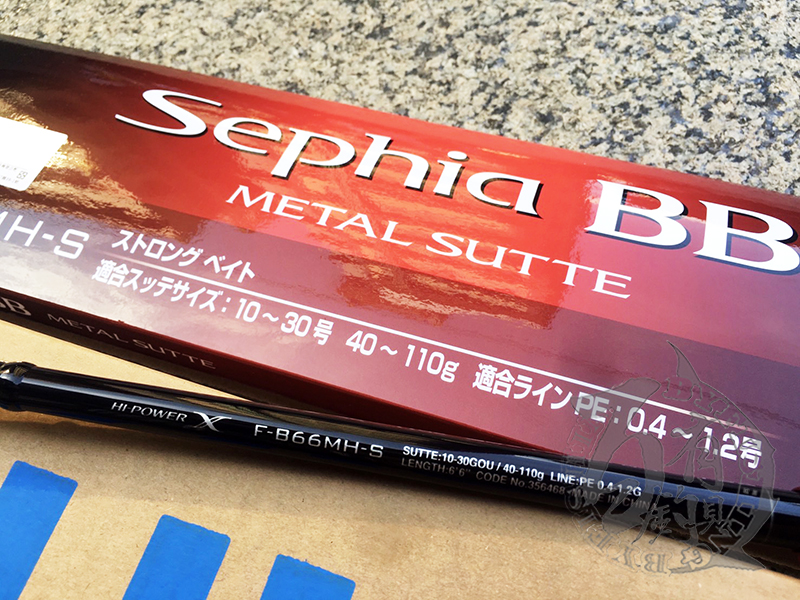 Sephia BB
METAL SUTTE
MH-S ストロング ベイト
適合スッテサイズ：10～30号 40～110g 適合ラインPE：0.4～1.2号
BB METAL SUTTE
HI-POWER X F-B66MH-S SUTTE:10-30GOU / 40-110g LINE:PE 0.4-1.2G
LENGTH:6'6" CODE No.356468 MADE IN CHINA